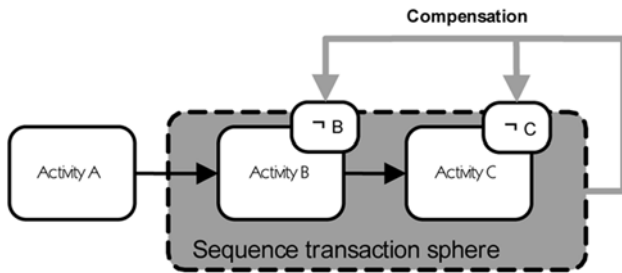 Compensation
¬ B
¬ C
Activity A
Activity B
Activity C
Sequence transaction sphere